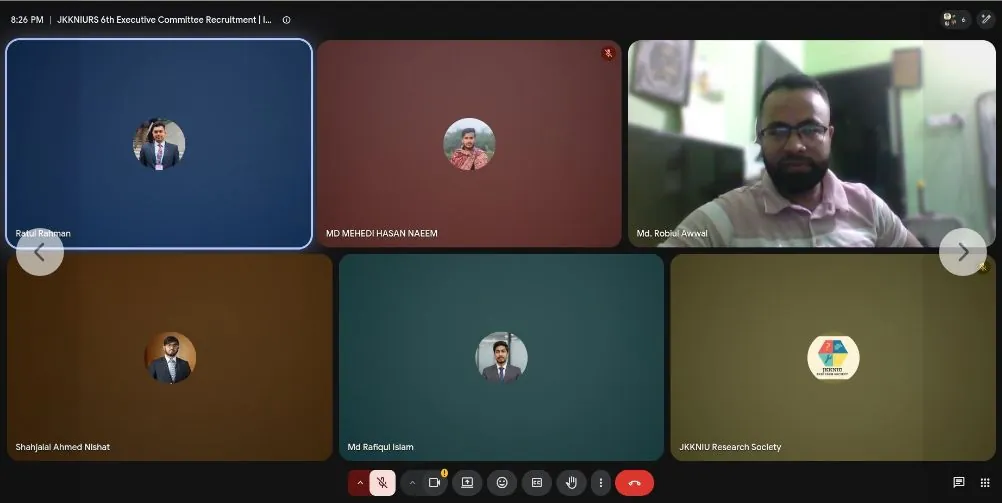 8:26 PM | JKKNIURS 6th Executive Committee Recruitment | I...
6
Ratul Rahman
MD MEHEDI HASAN NAEEM
Md. Robiul Awwal
Shahjalal Ahmed Nishat
Md Rafiqul Islam
JKKNIU
JKKNIU Research Society